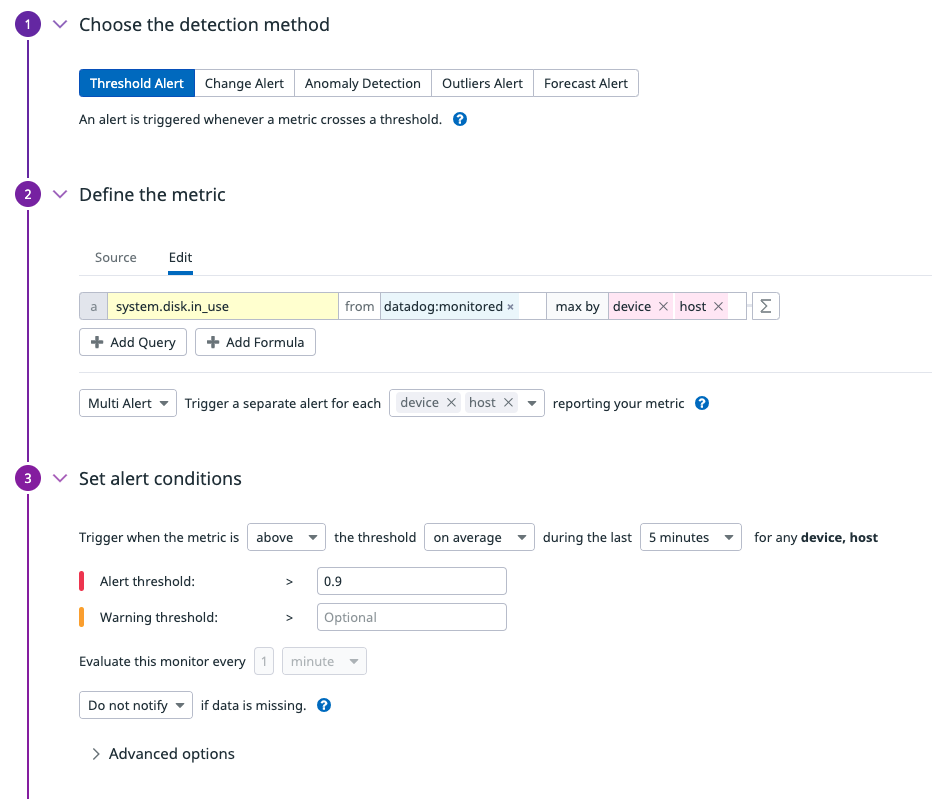 1 Choose the detection method
Threshold Alert Change Alert Anomaly Detection Outliers Alert Forecast Alert
An alert is triggered whenever a metric crosses a threshold. ?
2 Define the metric
Source Edit
a system.disk.in_use from datadog:monitored × max by device × host × Σ
+ Add Query + Add Formula
Multi Alert Trigger a separate alert for each device × host × reporting your metric ?
3 Set alert conditions
Trigger when the metric is above the threshold on average during the last 5 minutes for any device, host
Alert threshold: > 0.9
Warning threshold: > Optional
Evaluate this monitor every 1 minute
Do not notify if data is missing. ?
Advanced options